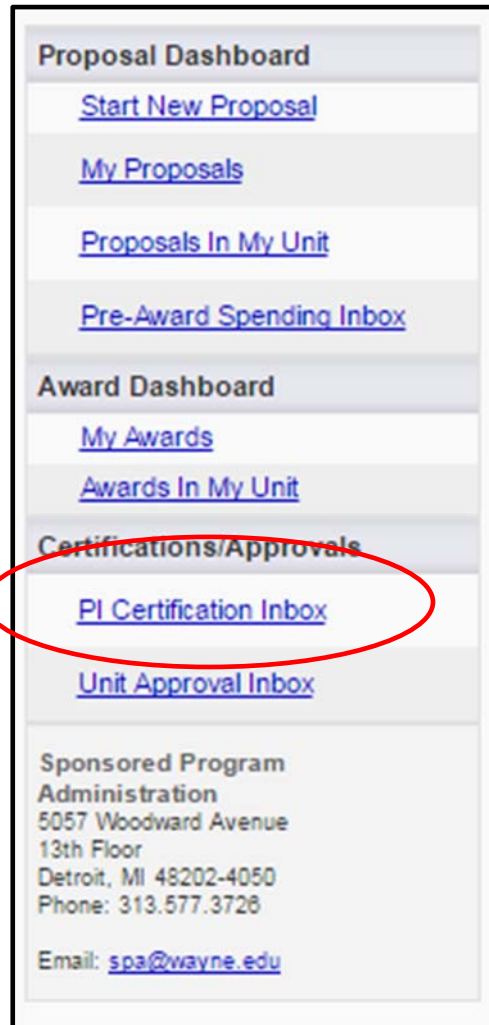 Proposal Dashboard
Start New Proposal
My Proposals
Proposals In My Unit
Pre-Award Spending Inbox
Award Dashboard
My Awards
Awards In My Unit
Certifications/Approvals
PI Certification Inbox
Unit Approval Inbox
Sponsored Program
Administration
5057 Woodward Avenue
13th Floor
Detroit, MI 48202-4050
Phone: 313.577.3726
Email: spa@wayne.edu